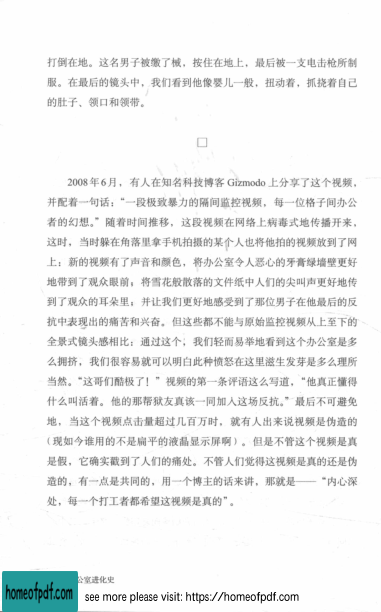 打倒在地。这名男子被缴了械，按住在地上，最后被一支电击枪所制
服。在最后的镜头中，我们看到他像婴儿一般，扭动着，抓挠着自己
的肚子、领口和领带。
2008年6月，有人在知名科技博客 Gizmodo 上分享了这个视频，
并配着一句话：“一段极致暴力的隔间监控视频，每一位格子间办公
者的幻想。”随着时间推移，这段视频在网络上病毒式地传播开来，
这时，当时躲在角落里拿手机拍摄的某个人也将他拍的视频放到了网
上：新的视频有了声音和颜色，将办公室令人恶心的牙膏绿墙壁更好
地带到了观众眼前；将雪花般散落的文件纸中人们的尖叫声更好地传
到了观众的耳朵里；并让我们更好地感受到了那位男子在他最后的反
抗中表现出的痛苦和兴奋。但这些都不能与原始监控视频从上至下的
全景式镜头感相比：通过这个，我们轻而易举地看到这个办公室是多
么拥挤，我们很容易就可以明白此种愤怒在这里滋生发芽是多么理所
当然。“这哥们酷极了！”视频的第一条评语这么写道，“他真正懂得
什么叫活着。他的那帮狱友真该一同加入这场反抗。”最后不可避免
地，当这个视频点击量超过几百万时，就有人出来说视频是伪造的
（现如今谁用的不是扁平的液晶显示屏啊）。但是不管这个视频是真
是假，它确实戳到了人们的痛处。不管人们觉得这视频是真的还是伪
造的，有一点是共同的，用一个博主的话来讲，那就是——“内心深
处，每一个打工者都希望这视频是真的”。
公室进化史
homeofpdf.com
see more please visit: https://homeofpdf.com